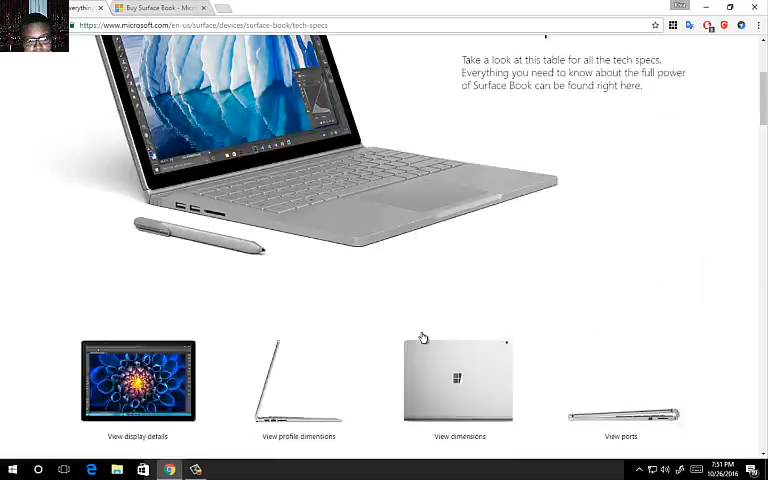 Buy Surface Book - Micr
https://www.microsoft.com/en-us/surface/devices/surface-book/tech-specs
Take a look at this table for all the tech specs.
Everything you need to know about the full power
of Surface Book can be found right here.
View display details
View profile dimensions
View dimensions
View ports
7:51 PM
10/26/2016